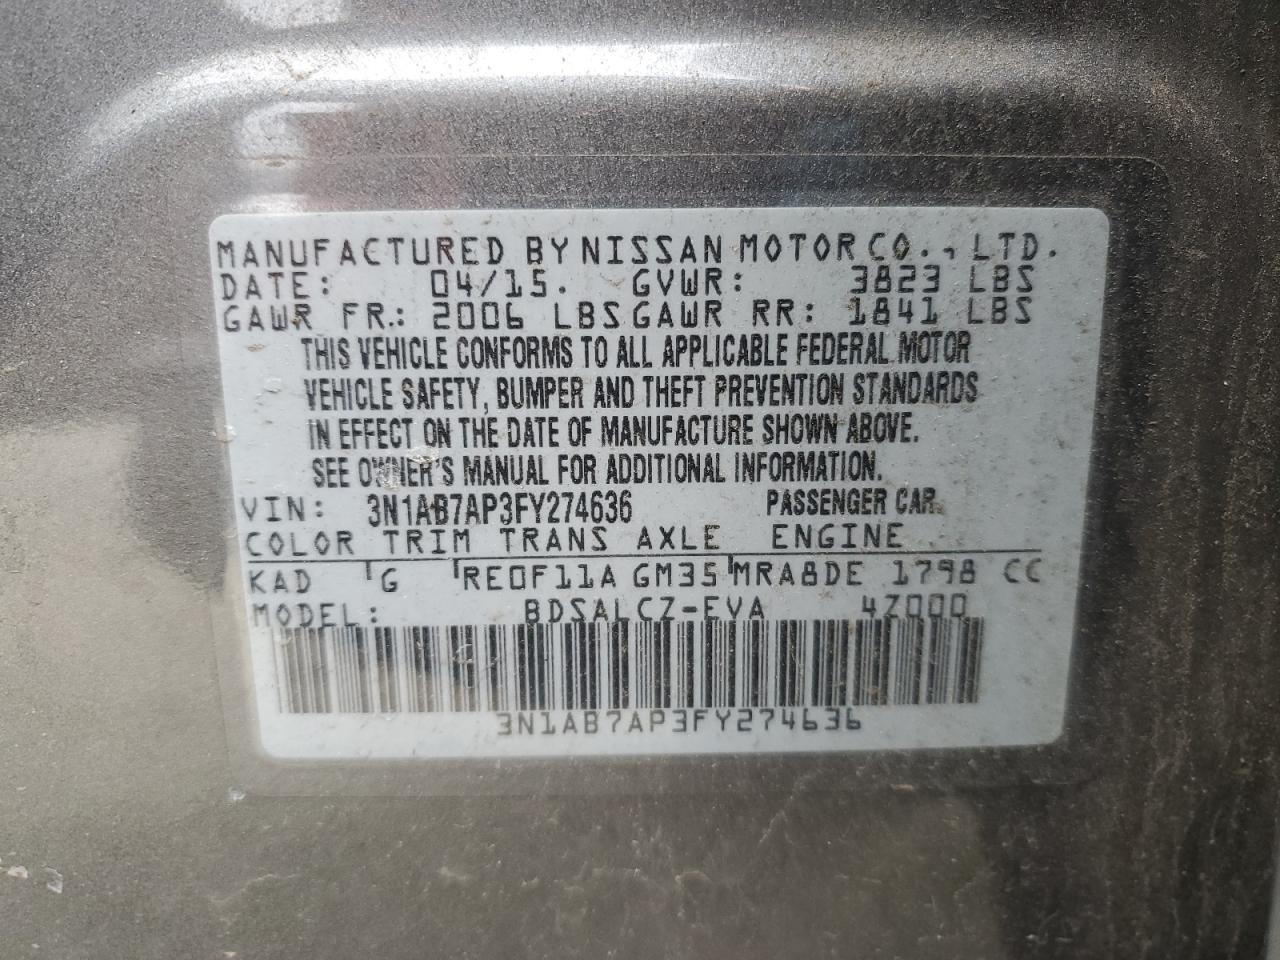 MANUFACTURED BY NISSAN MOTOR CO., LTD.
DATE: 04/15. GVWR: 3823 LBS
GAWR FR.: 2006 LBS GAWR RR: 1841 LBS
THIS VEHICLE CONFORMS TO ALL APPLICABLE FEDERAL MOTOR
VEHICLE SAFETY, BUMPER AND THEFT PREVENTION STANDARDS
IN EFFECT ON THE DATE OF MANUFACTURE SHOWN ABOVE.
SEE OWNER'S MANUAL FOR ADDITIONAL INFORMATION.
VIN: 3N1AB7AP3FY274636 PASSENGER CAR
COLOR TRIM TRANS AXLE ENGINE
KAD G RE0F11A GM35 MRA8DE 1798 CC
MODEL: BDSALCZ-EVA 4Z000
3N1AB7AP3FY274636